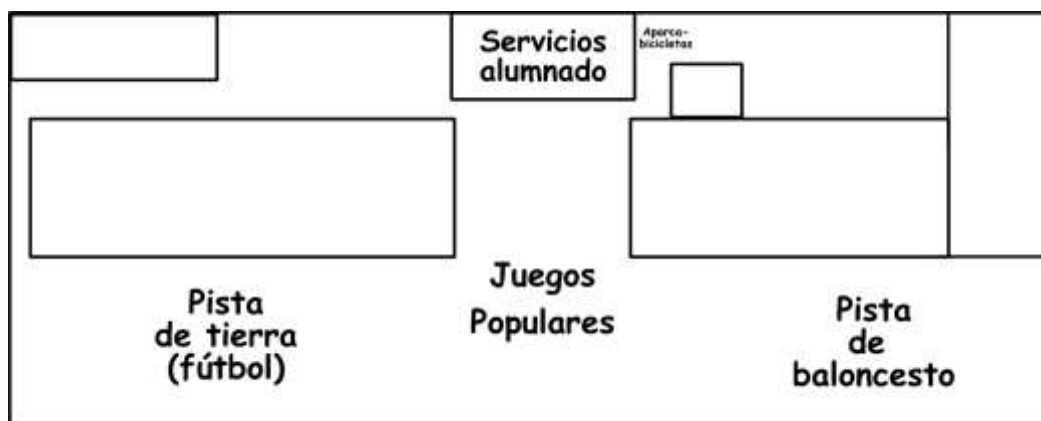 Servicios
alumnado
Aparca-
bicicletas
Juegos
Populares
Pista
de tierra
(fútbol)
Pista
de
baloncesto